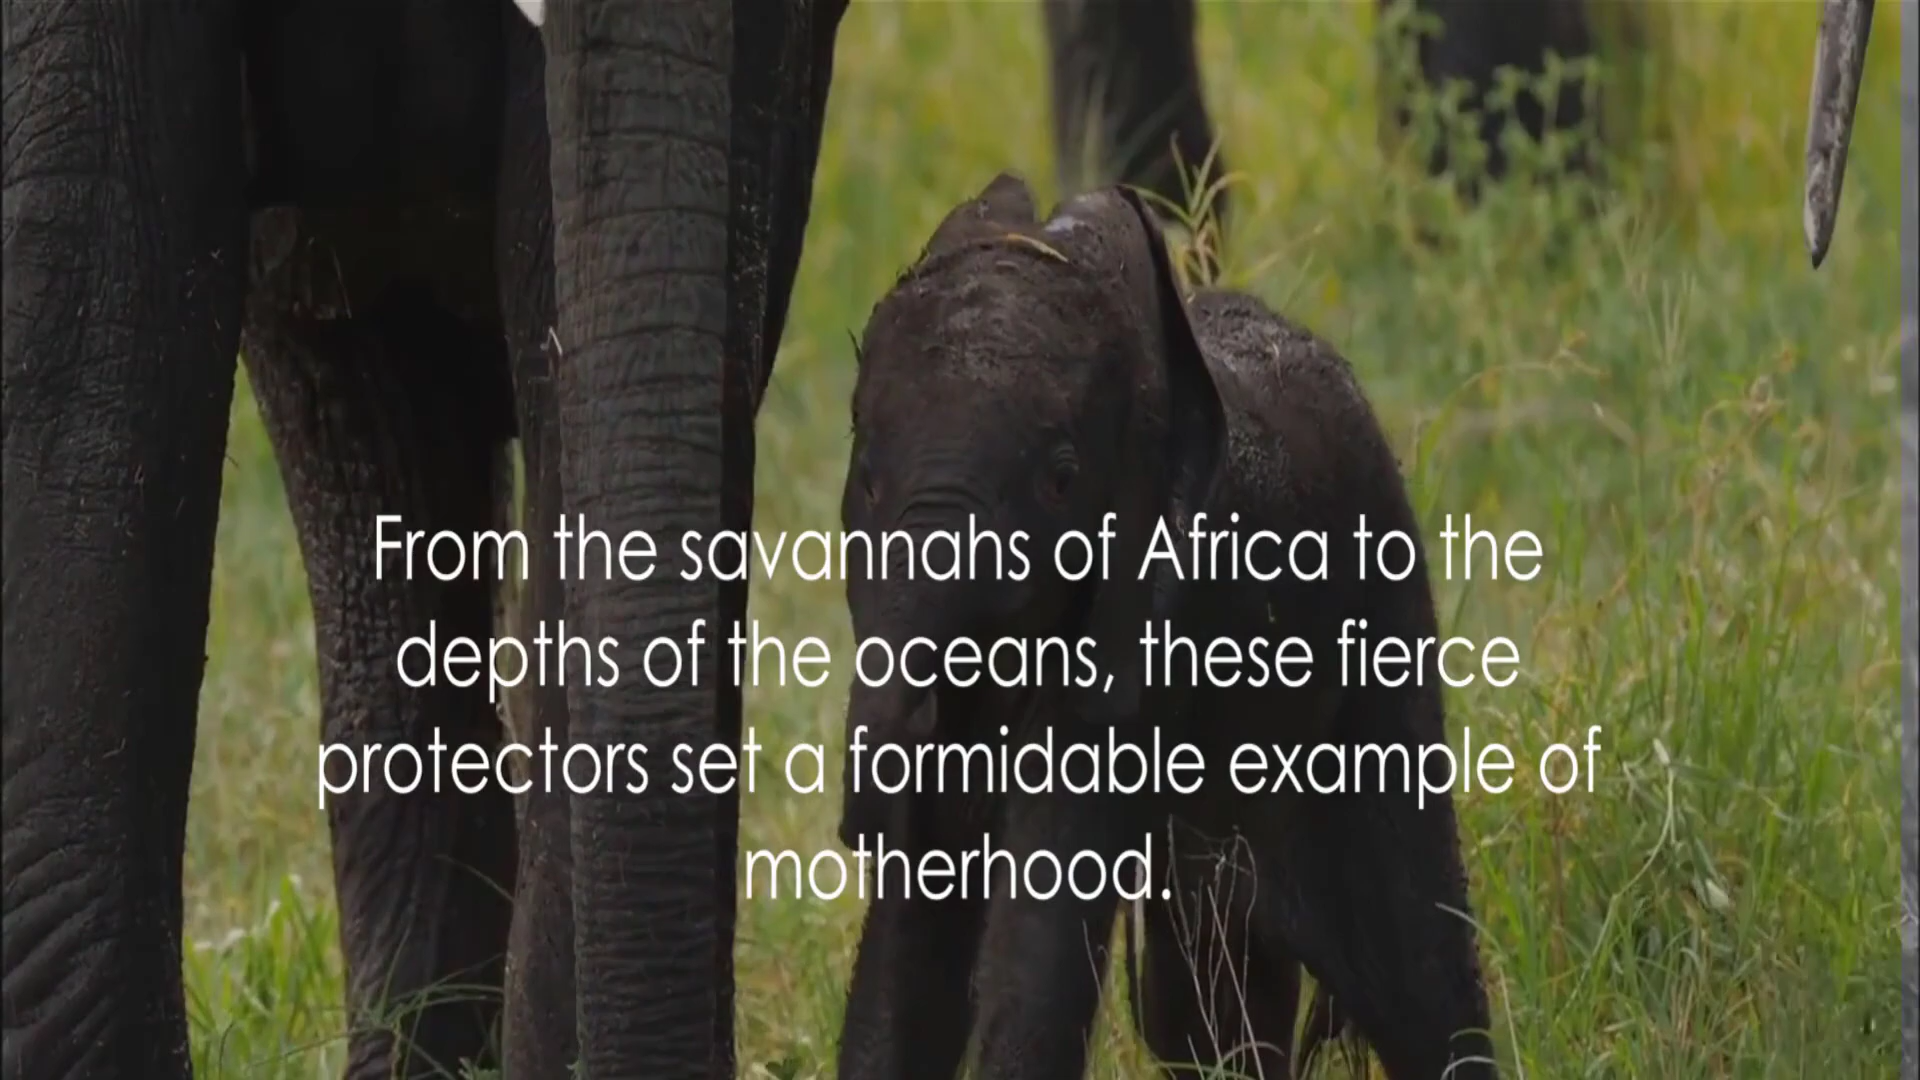 From the savannahs of Africa to the
depths of the oceans, these fierce
protectors set a formidable example of
motherhood.